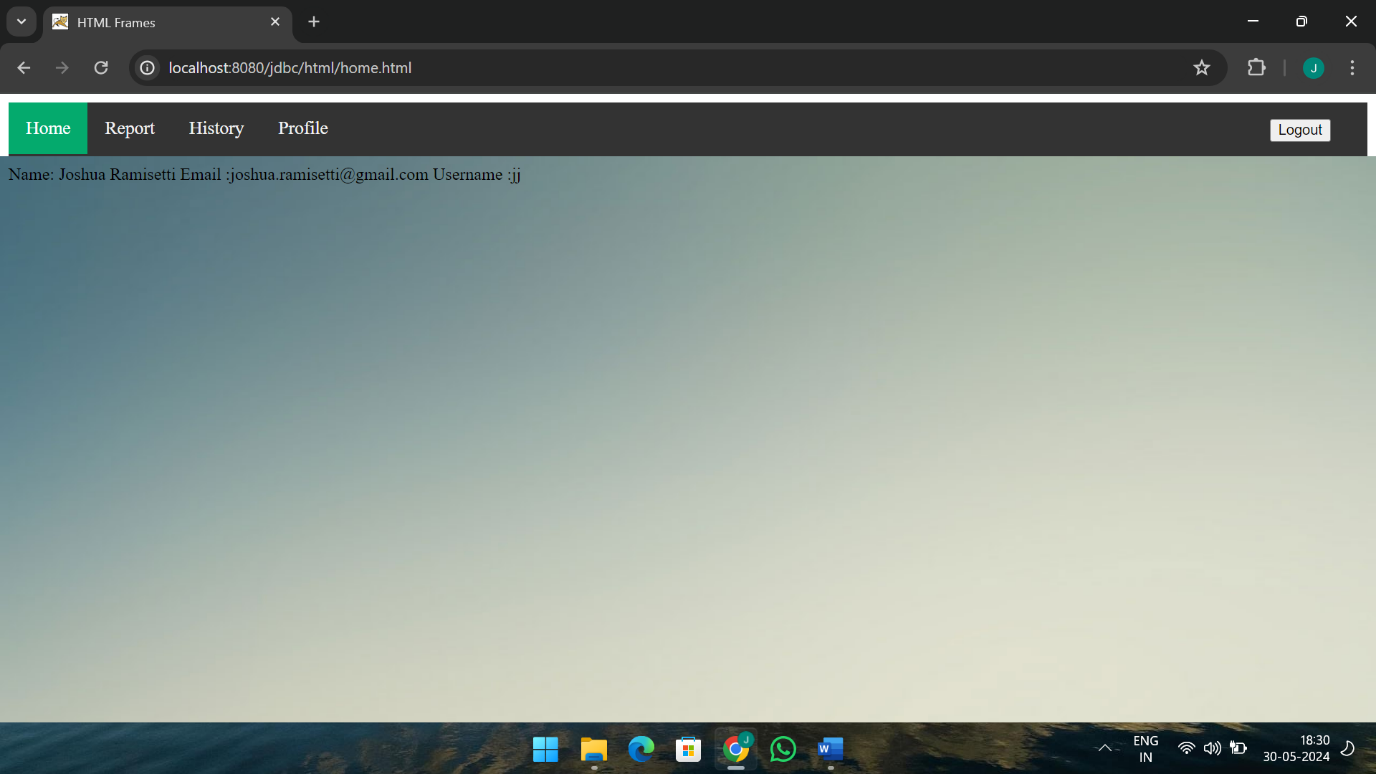 HTML Frames
localhost:8080/jdbc/html/home.html
J
Home Report History Profile Logout
Name: Joshua Ramisetti Email :joshua.ramisetti@gmail.com Username :jj
J
W
ENG 18:30
IN 30-05-2024